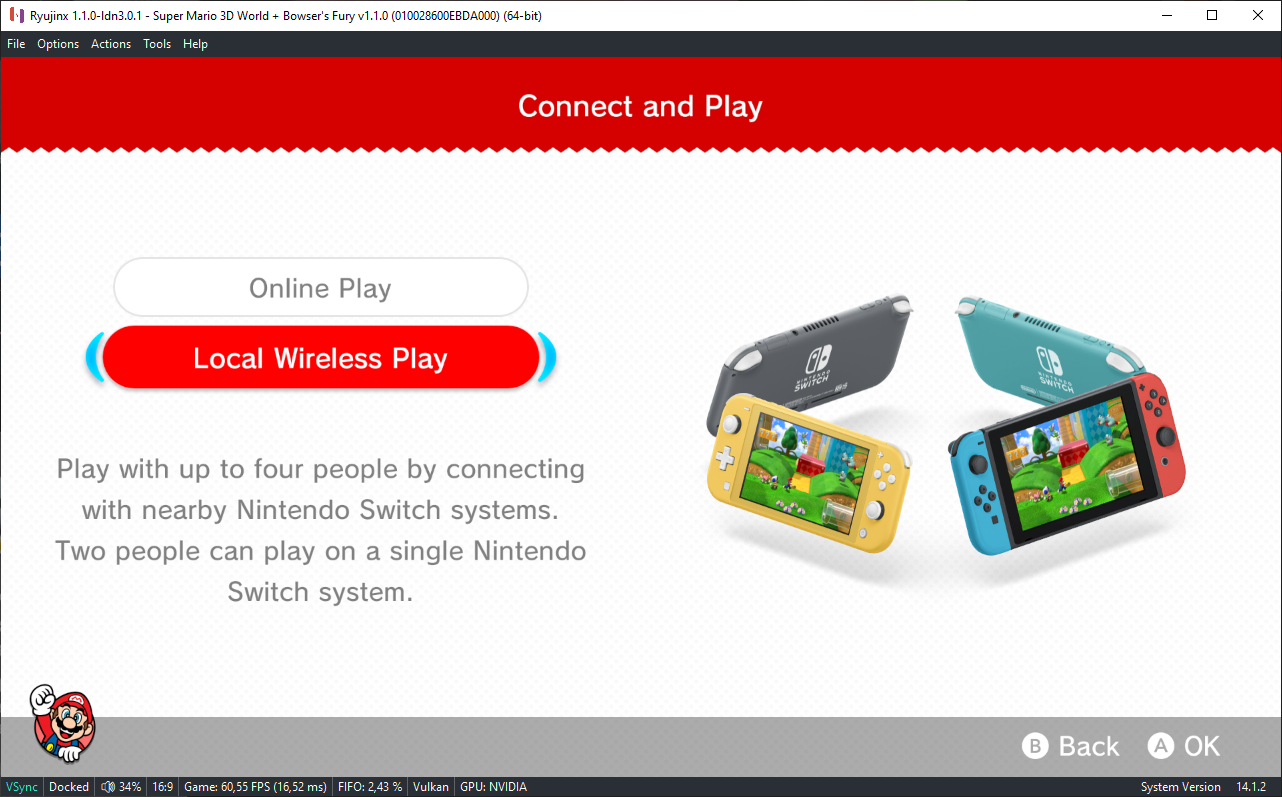 Ryujinx 1.1.0-ldn3.0.1 - Super Mario 3D World + Bowser's Fury v1.1.0 (010028600EBDA000) (64-bit)
File Options Actions Tools Help
Connect and Play
Online Play
Local Wireless Play
Play with up to four people by connecting
with nearby Nintendo Switch systems.
Two people can play on a single Nintendo
Switch system.
NINTENDO
SWITCH
NINTENDO
SWITCH
B Back A OK
VSync Docked 34% 16:9 Game: 60,55 FPS (16,52 ms) FIFO: 2,43 % Vulkan GPU: NVIDIA System Version 14.1.2